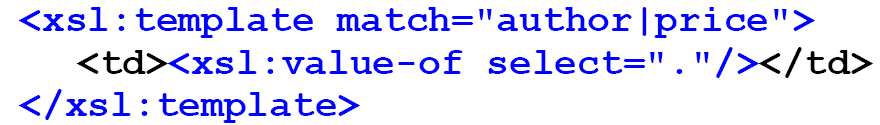 <xsl:template match="author|price">
<td><xsl:value-of select="."/></td>
</xsl:template>